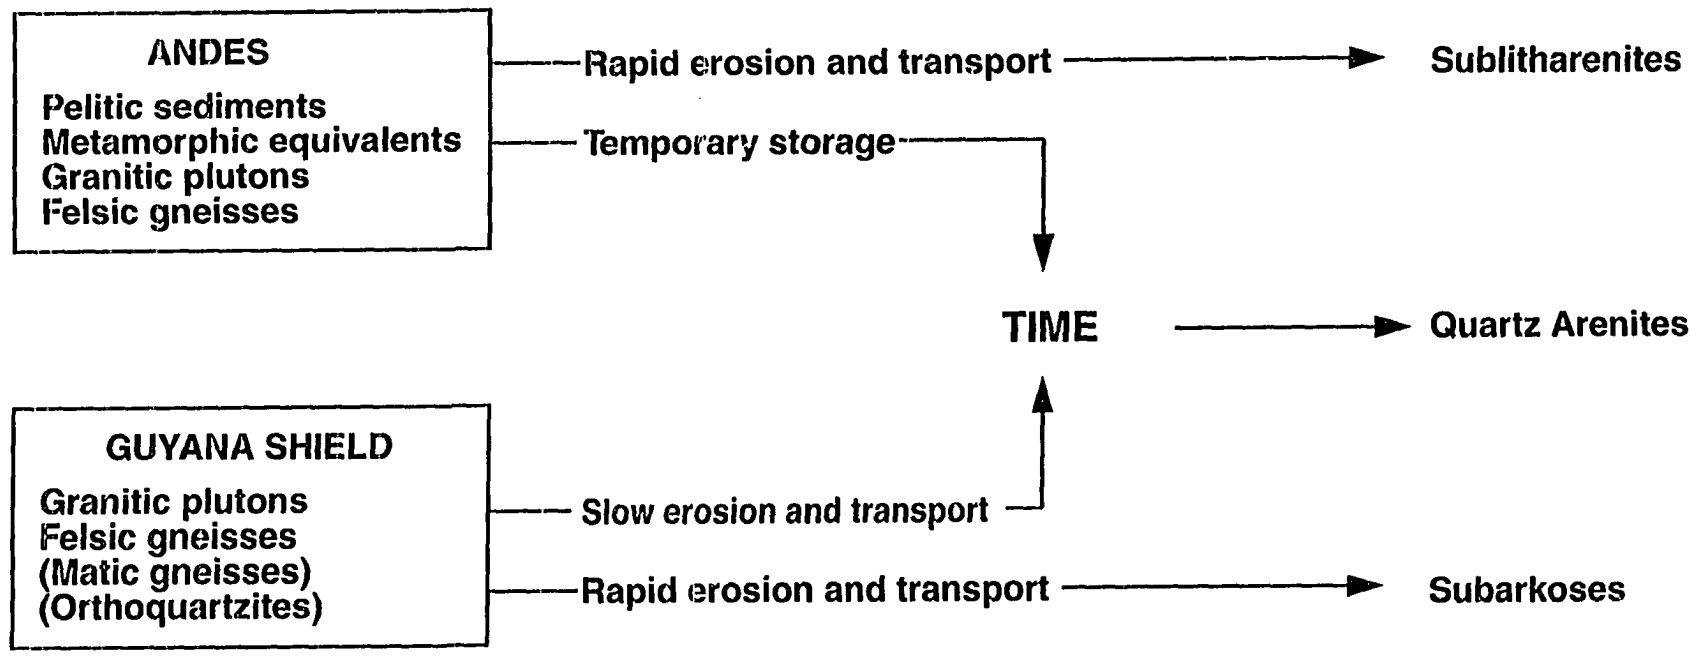 ANDES
Pelitic sediments
Metamorphic equivalents
Granitic plutons
Felsic gneisses
Rapid erosion and transport
Sublitharenites
Temporary storage
TIME
Quartz Arenites
GUYANA SHIELD
Granitic plutons
Felsic gneisses
(Matic gneisses)
(Orthoquartzites)
Slow erosion and transport
Rapid erosion and transport
Subarkoses